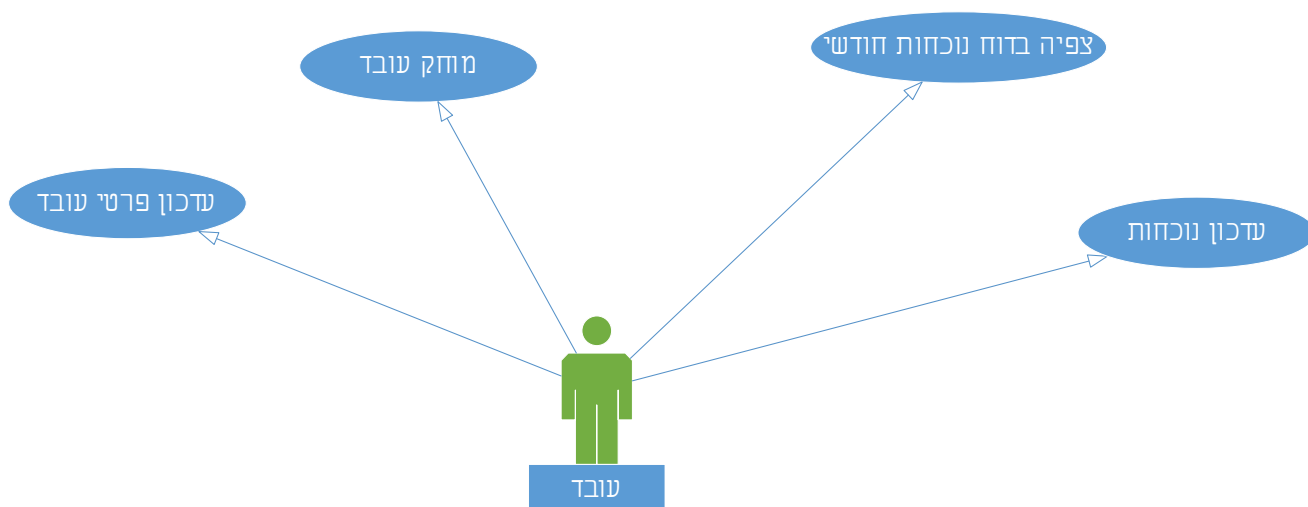 צפיה בדוח נוכחות חודשי
מוחק עובד
עדכון פרטי עובד
עדכון נוכחות
עובד